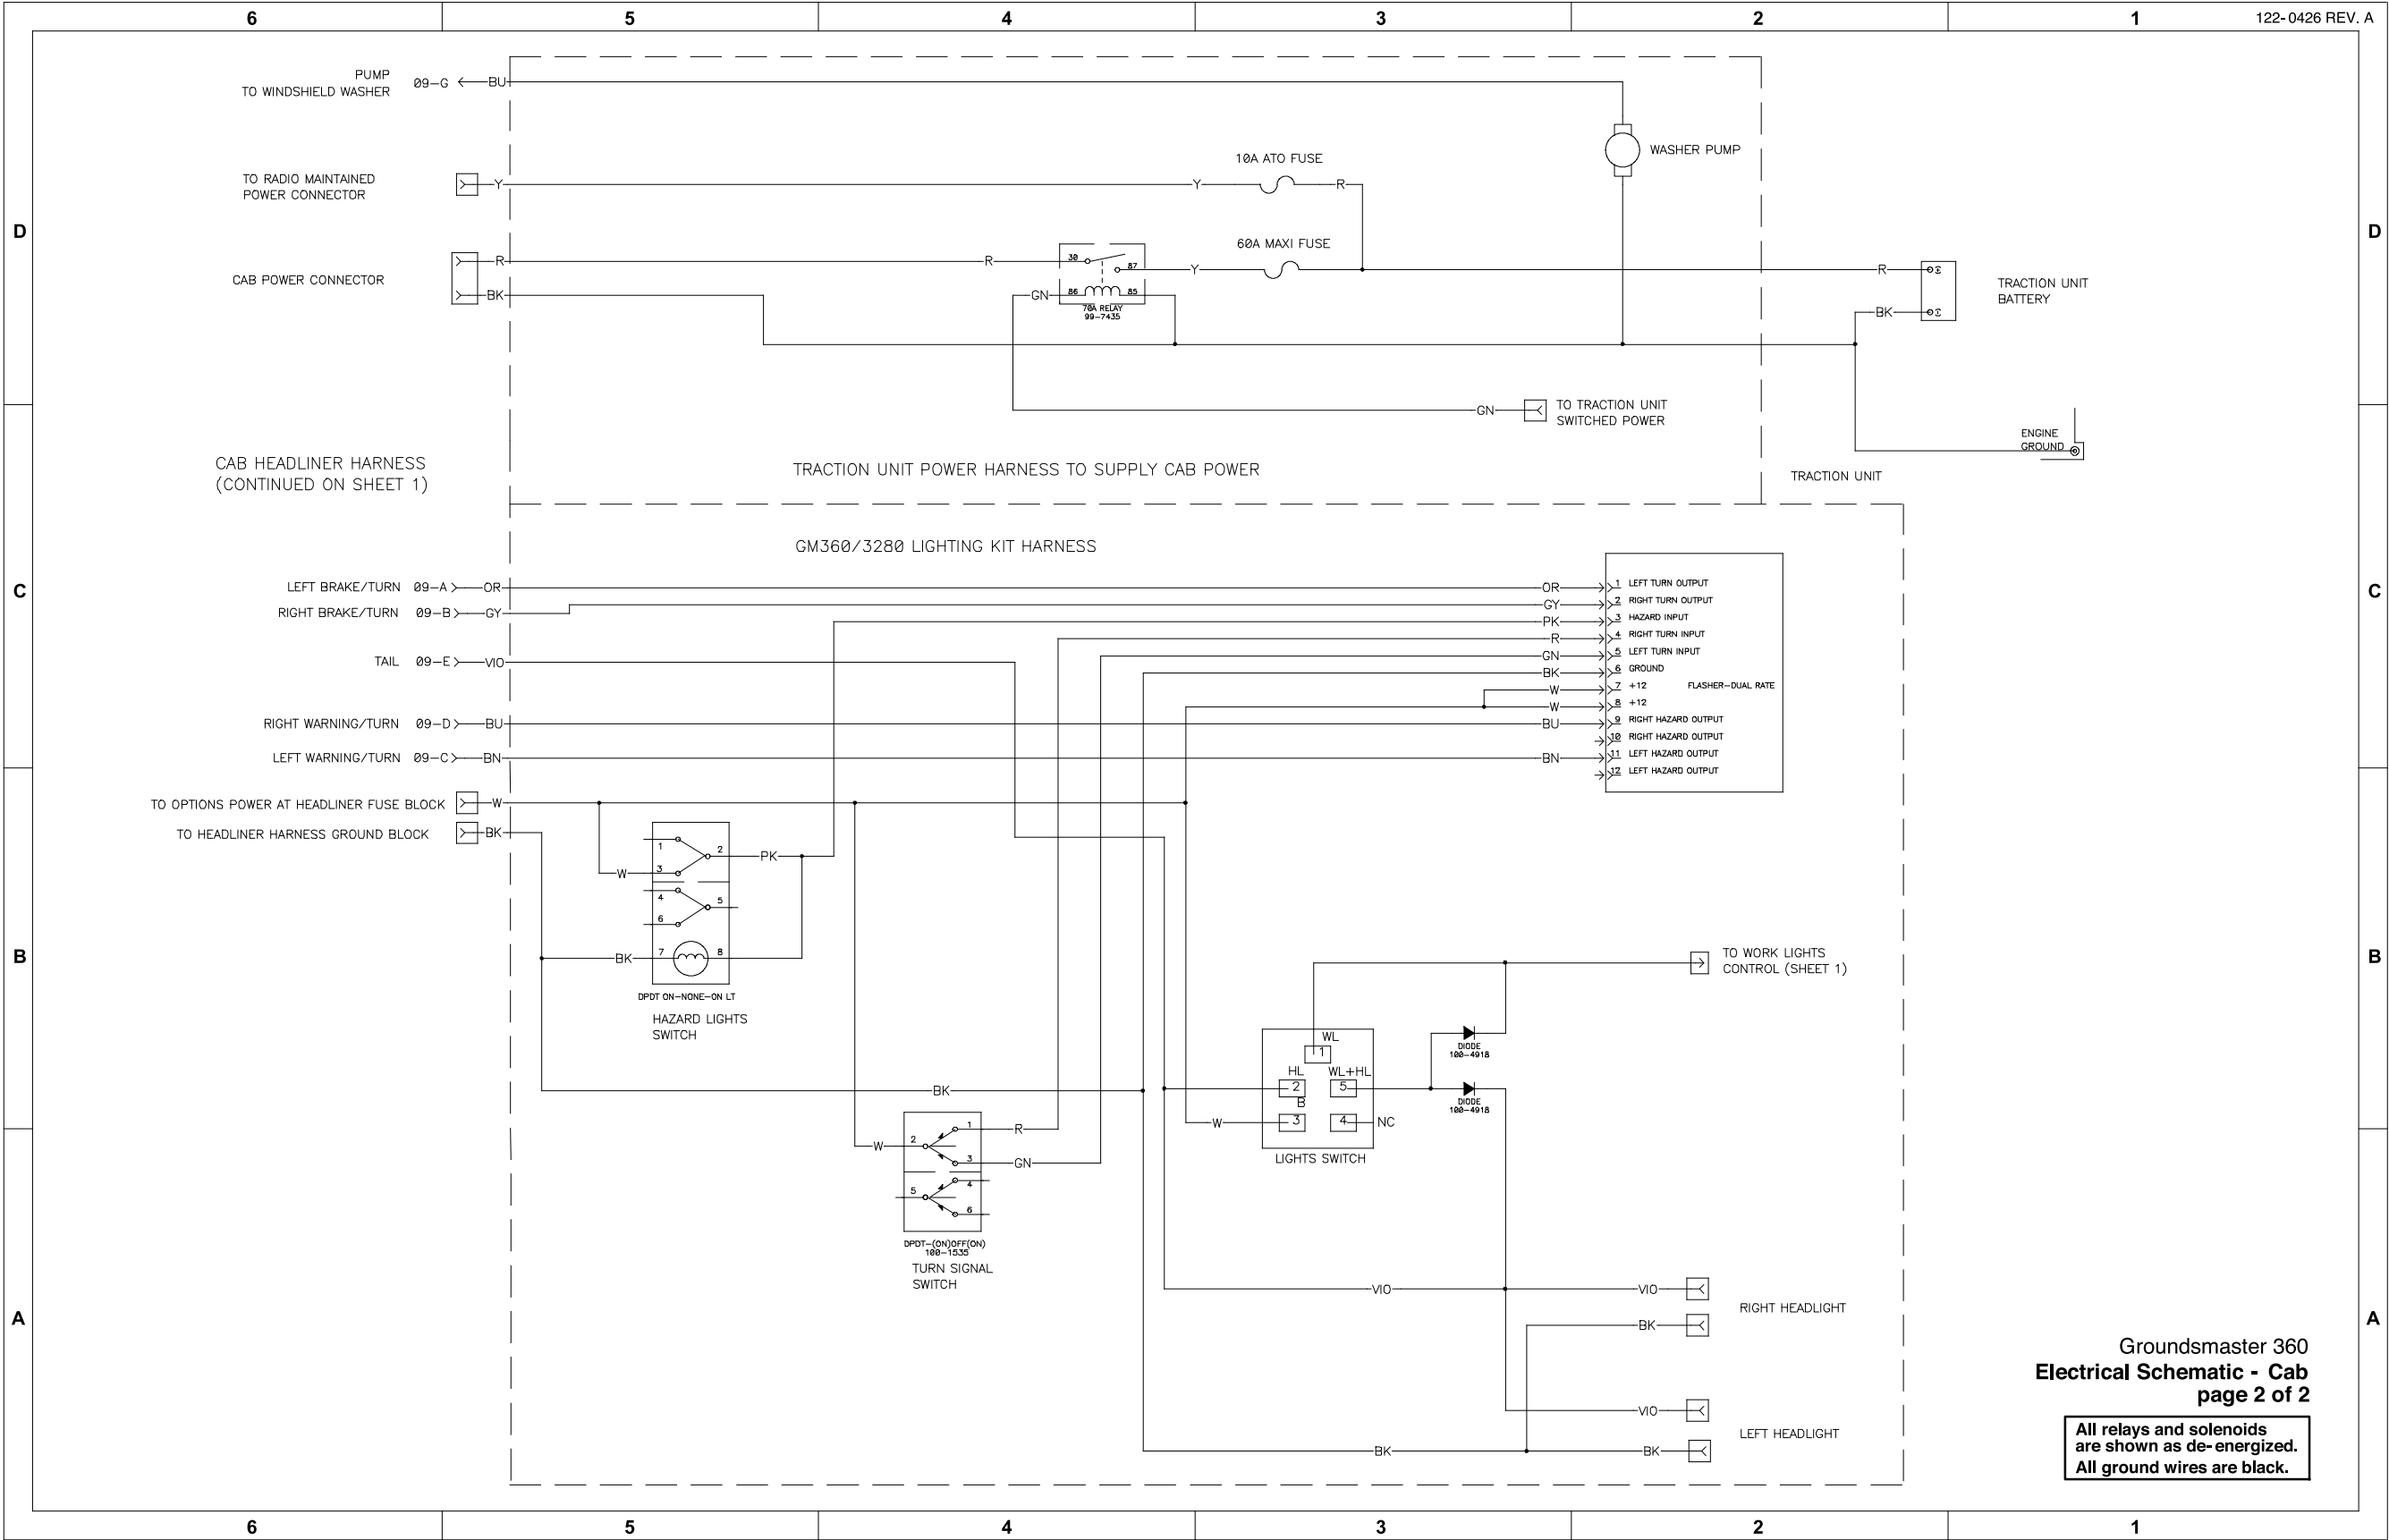 6 5 4 3 2 1 122-0426 REV. A
PUMP
TO WINDSHIELD WASHER
09-G
BU
WASHER PUMP
10A ATO FUSE
TO RADIO MAINTAINED
POWER CONNECTOR
Y
Y
R
D
D
60A MAXI FUSE
CAB POWER CONNECTOR
R
BK
R
30
87
86
85
70A RELAY
99-7435
GN
Y
R
BK
TRACTION UNIT
BATTERY
GN
TO TRACTION UNIT
SWITCHED POWER
ENGINE
GROUND
CAB HEADLINER HARNESS
(CONTINUED ON SHEET 1)
TRACTION UNIT POWER HARNESS TO SUPPLY CAB POWER
TRACTION UNIT
GM360/3280 LIGHTING KIT HARNESS
C
C
LEFT BRAKE/TURN 09-A OR
RIGHT BRAKE/TURN 09-B GY
TAIL 09-E VIO
RIGHT WARNING/TURN 09-D BU
LEFT WARNING/TURN 09-C BN
OR 1 LEFT TURN OUTPUT
GY 2 RIGHT TURN OUTPUT
PK 3 HAZARD INPUT
R 4 RIGHT TURN INPUT
GN 5 LEFT TURN INPUT
BK 6 GROUND
W 7 +12 FLASHER-DUAL RATE
W 8 +12
BU 9 RIGHT HAZARD OUTPUT
10 RIGHT HAZARD OUTPUT
BN 11 LEFT HAZARD OUTPUT
12 LEFT HAZARD OUTPUT
TO OPTIONS POWER AT HEADLINER FUSE BLOCK W
TO HEADLINER HARNESS GROUND BLOCK BK
1
2
PK
W
3
4
5
6
BK
7
8
DPDT ON-NONE-ON LT
HAZARD LIGHTS
SWITCH
B
B
TO WORK LIGHTS
CONTROL (SHEET 1)
DIODE
100-4918
WL
1
HL
WL+HL
2
5
B
3
4
NC
W
LIGHTS SWITCH
DIODE
100-4918
BK
W
2
1
R
3
GN
5
4
6
DPDT-(ON)OFF(ON)
100-1535
TURN SIGNAL
SWITCH
VIO
VIO
BK
RIGHT HEADLIGHT
VIO
BK
BK
LEFT HEADLIGHT
A
A
Groundsmaster 360
Electrical Schematic - Cab
page 2 of 2
All relays and solenoids
are shown as de-energized.
All ground wires are black.
6 5 4 3 2 1